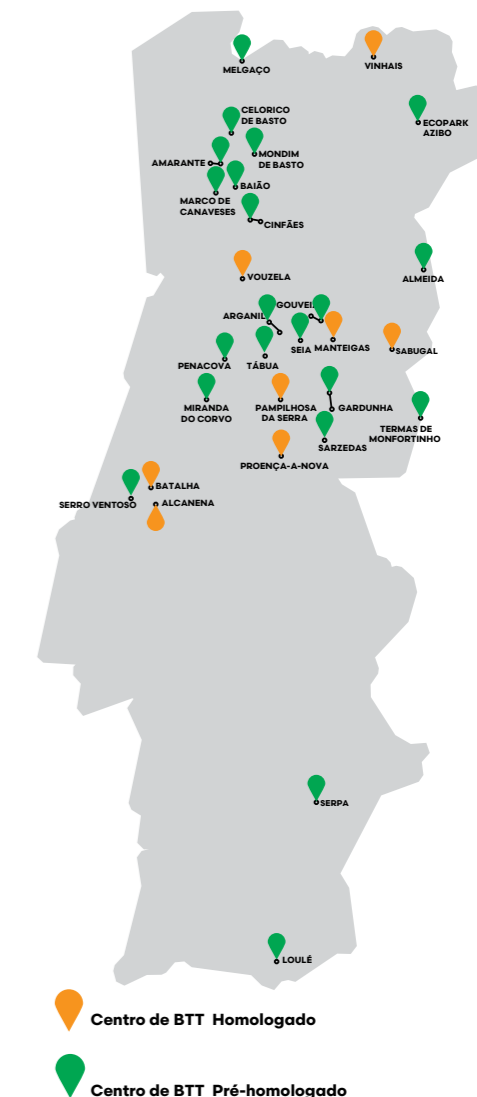 MELGAÇO
VINHAIS
CELORICO
DE BASTO
ECOPARK
AZIBO
AMARANTE
MONDIM
DE BASTO
BAIÃO
MARCO DE
CANAVESES
CINFÃES
VOUZELA
ALMEIDA
GOUVEI
ARGANIL
SEIA
MANTEIGAS
SABUGAL
PENACOVA
TÁBUA
MIRANDA
DO CORVO
PAMPILHOSA
DA SERRA
GARDUNHA
TERMAS DE
MONFORTINHO
SARZEDAS
PROENÇA-A-NOVA
BATALHA
SERRO VENTOSO
ALCANENA
SERPA
LOULÉ
Centro de BTT Homologado
Centro de BTT Pré-homologado